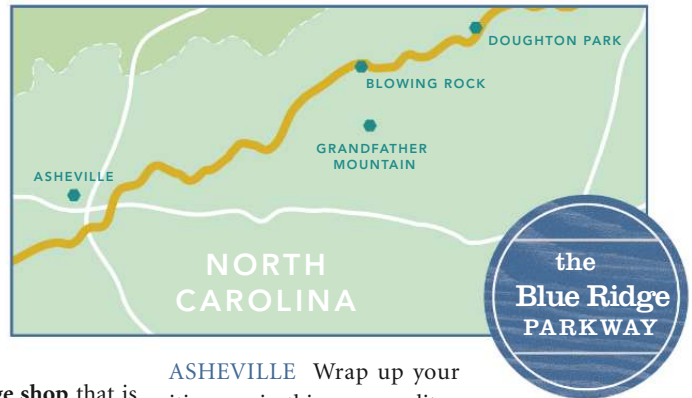 DOUGHTON PARK
BLOWING ROCK
GRANDFATHER
MOUNTAIN
ASHEVILLE
NORTH
CAROLINA
the
Blue Ridge
PARKWAY
ge shop that is
ASHEVILLE Wrap up your